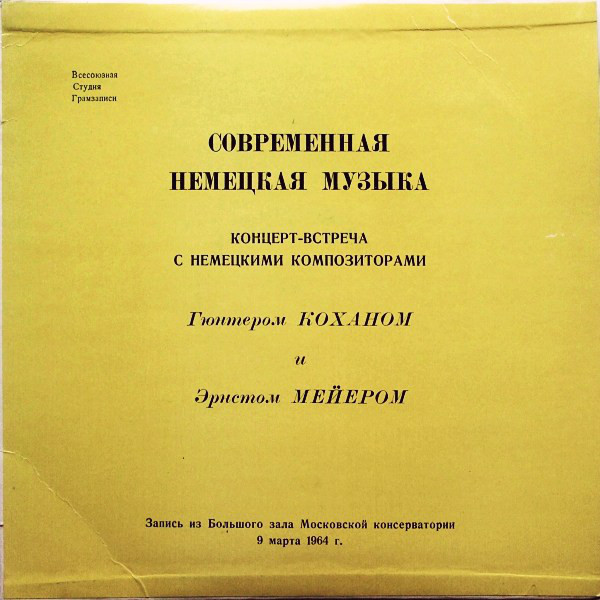 Всесоюзная
Студия
Грамзаписи
СОВРЕМЕННАЯ
НЕМЕЦКАЯ МУЗЫКА
КОНЦЕРТ-ВСТРЕЧА
С НЕМЕЦКИМИ КОМПОЗИТОРАМИ
Гюнтером КОХАНОМ
и
Эрнстом МЕЙЕРОМ
Запись из Большого зала Московской консерватории
9 марта 1964 г.